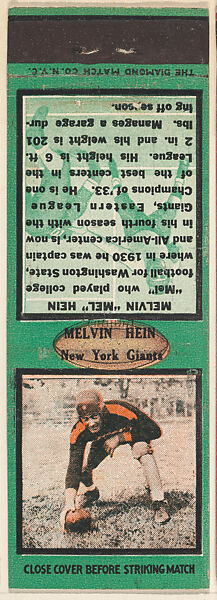 THE DIAMOND MATCH CO. N.Y.C.
MELVIN "MEL" HEIN
"Mel" who played college
football for Washington State,
where in 1930 he was captain
and All-America center, is now
in his fourth season with the
Giants, Eastern League
Champions of '33. He is one
of the best centers in the
League. His height is 6 ft.
2 in. and his weight is 201
lbs. Manages a garage dur-
ing off season.
MELVIN HEIN
New York Giants
CLOSE COVER BEFORE STRIKING MATCH